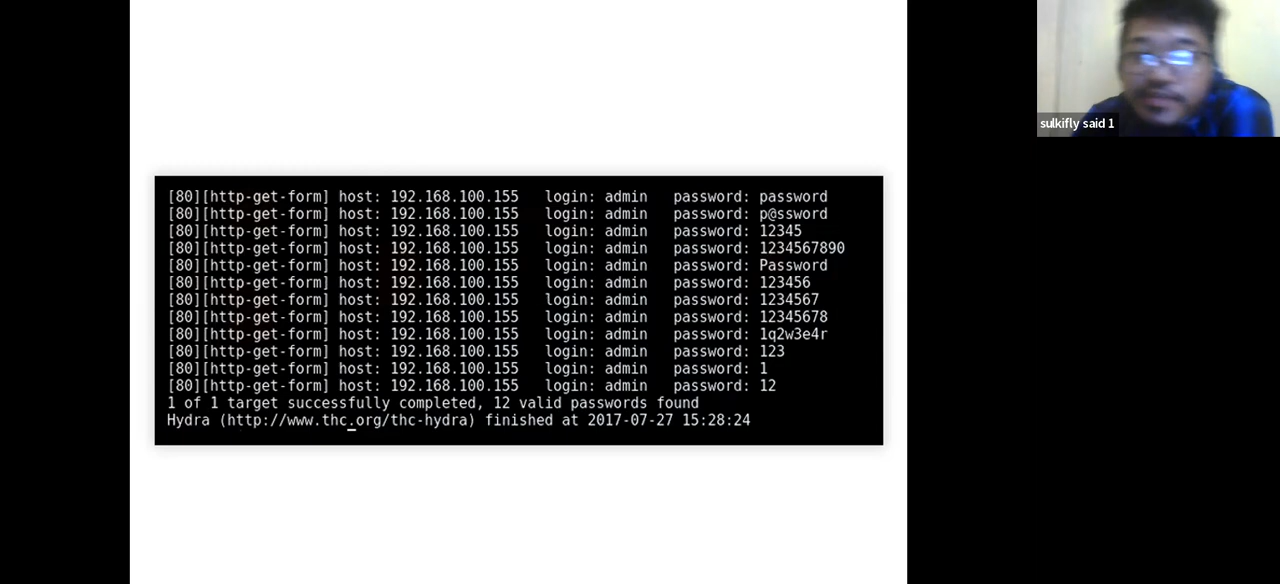 [80][http-get-form] host: 192.168.100.155   login: admin   password: password
[80][http-get-form] host: 192.168.100.155   login: admin   password: p@ssword
[80][http-get-form] host: 192.168.100.155   login: admin   password: 12345
[80][http-get-form] host: 192.168.100.155   login: admin   password: 1234567890
[80][http-get-form] host: 192.168.100.155   login: admin   password: Password
[80][http-get-form] host: 192.168.100.155   login: admin   password: 123456
[80][http-get-form] host: 192.168.100.155   login: admin   password: 1234567
[80][http-get-form] host: 192.168.100.155   login: admin   password: 12345678
[80][http-get-form] host: 192.168.100.155   login: admin   password: 1q2w3e4r
[80][http-get-form] host: 192.168.100.155   login: admin   password: 123
[80][http-get-form] host: 192.168.100.155   login: admin   password: 1
[80][http-get-form] host: 192.168.100.155   login: admin   password: 12
1 of 1 target successfully completed, 12 valid passwords found
Hydra (http://www.thc.org/thc-hydra) finished at 2017-07-27 15:28:24
sulkifly said 1